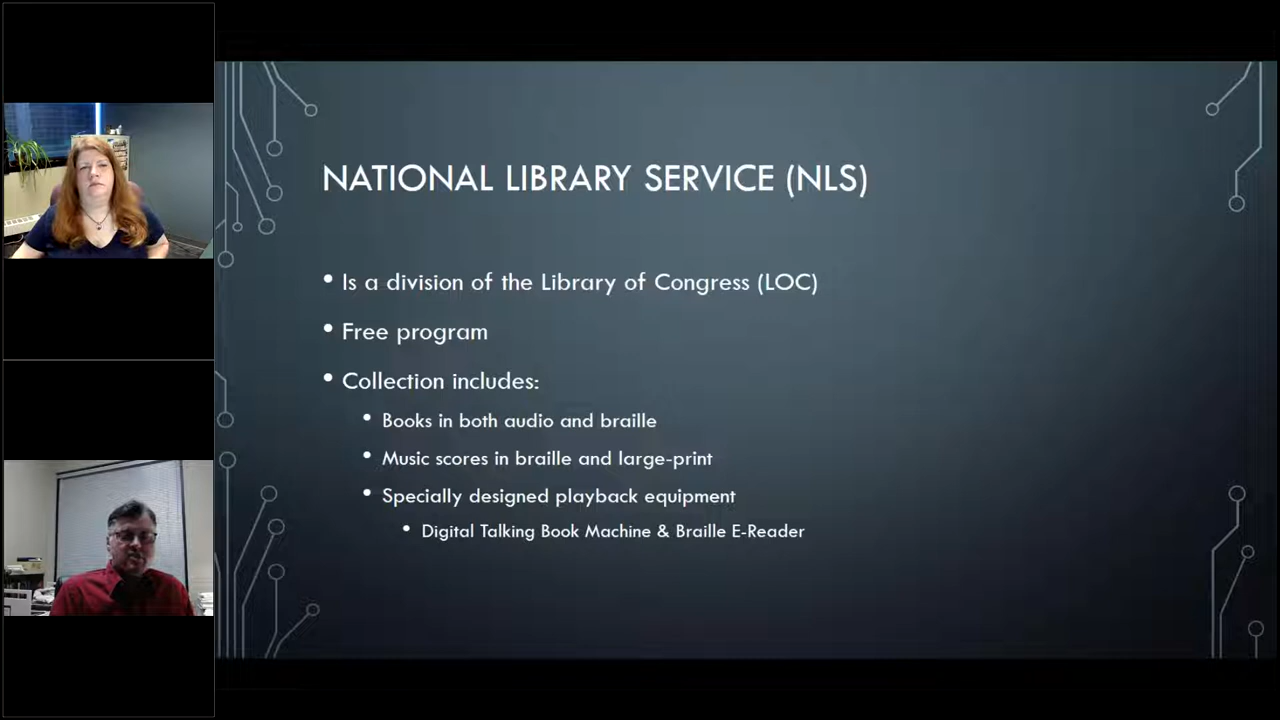 NATIONAL LIBRARY SERVICE (NLS)
• Is a division of the Library of Congress (LOC)
• Free program
• Collection includes:
• Books in both audio and braille
• Music scores in braille and large-print
• Specially designed playback equipment
• Digital Talking Book Machine & Braille E-Reader